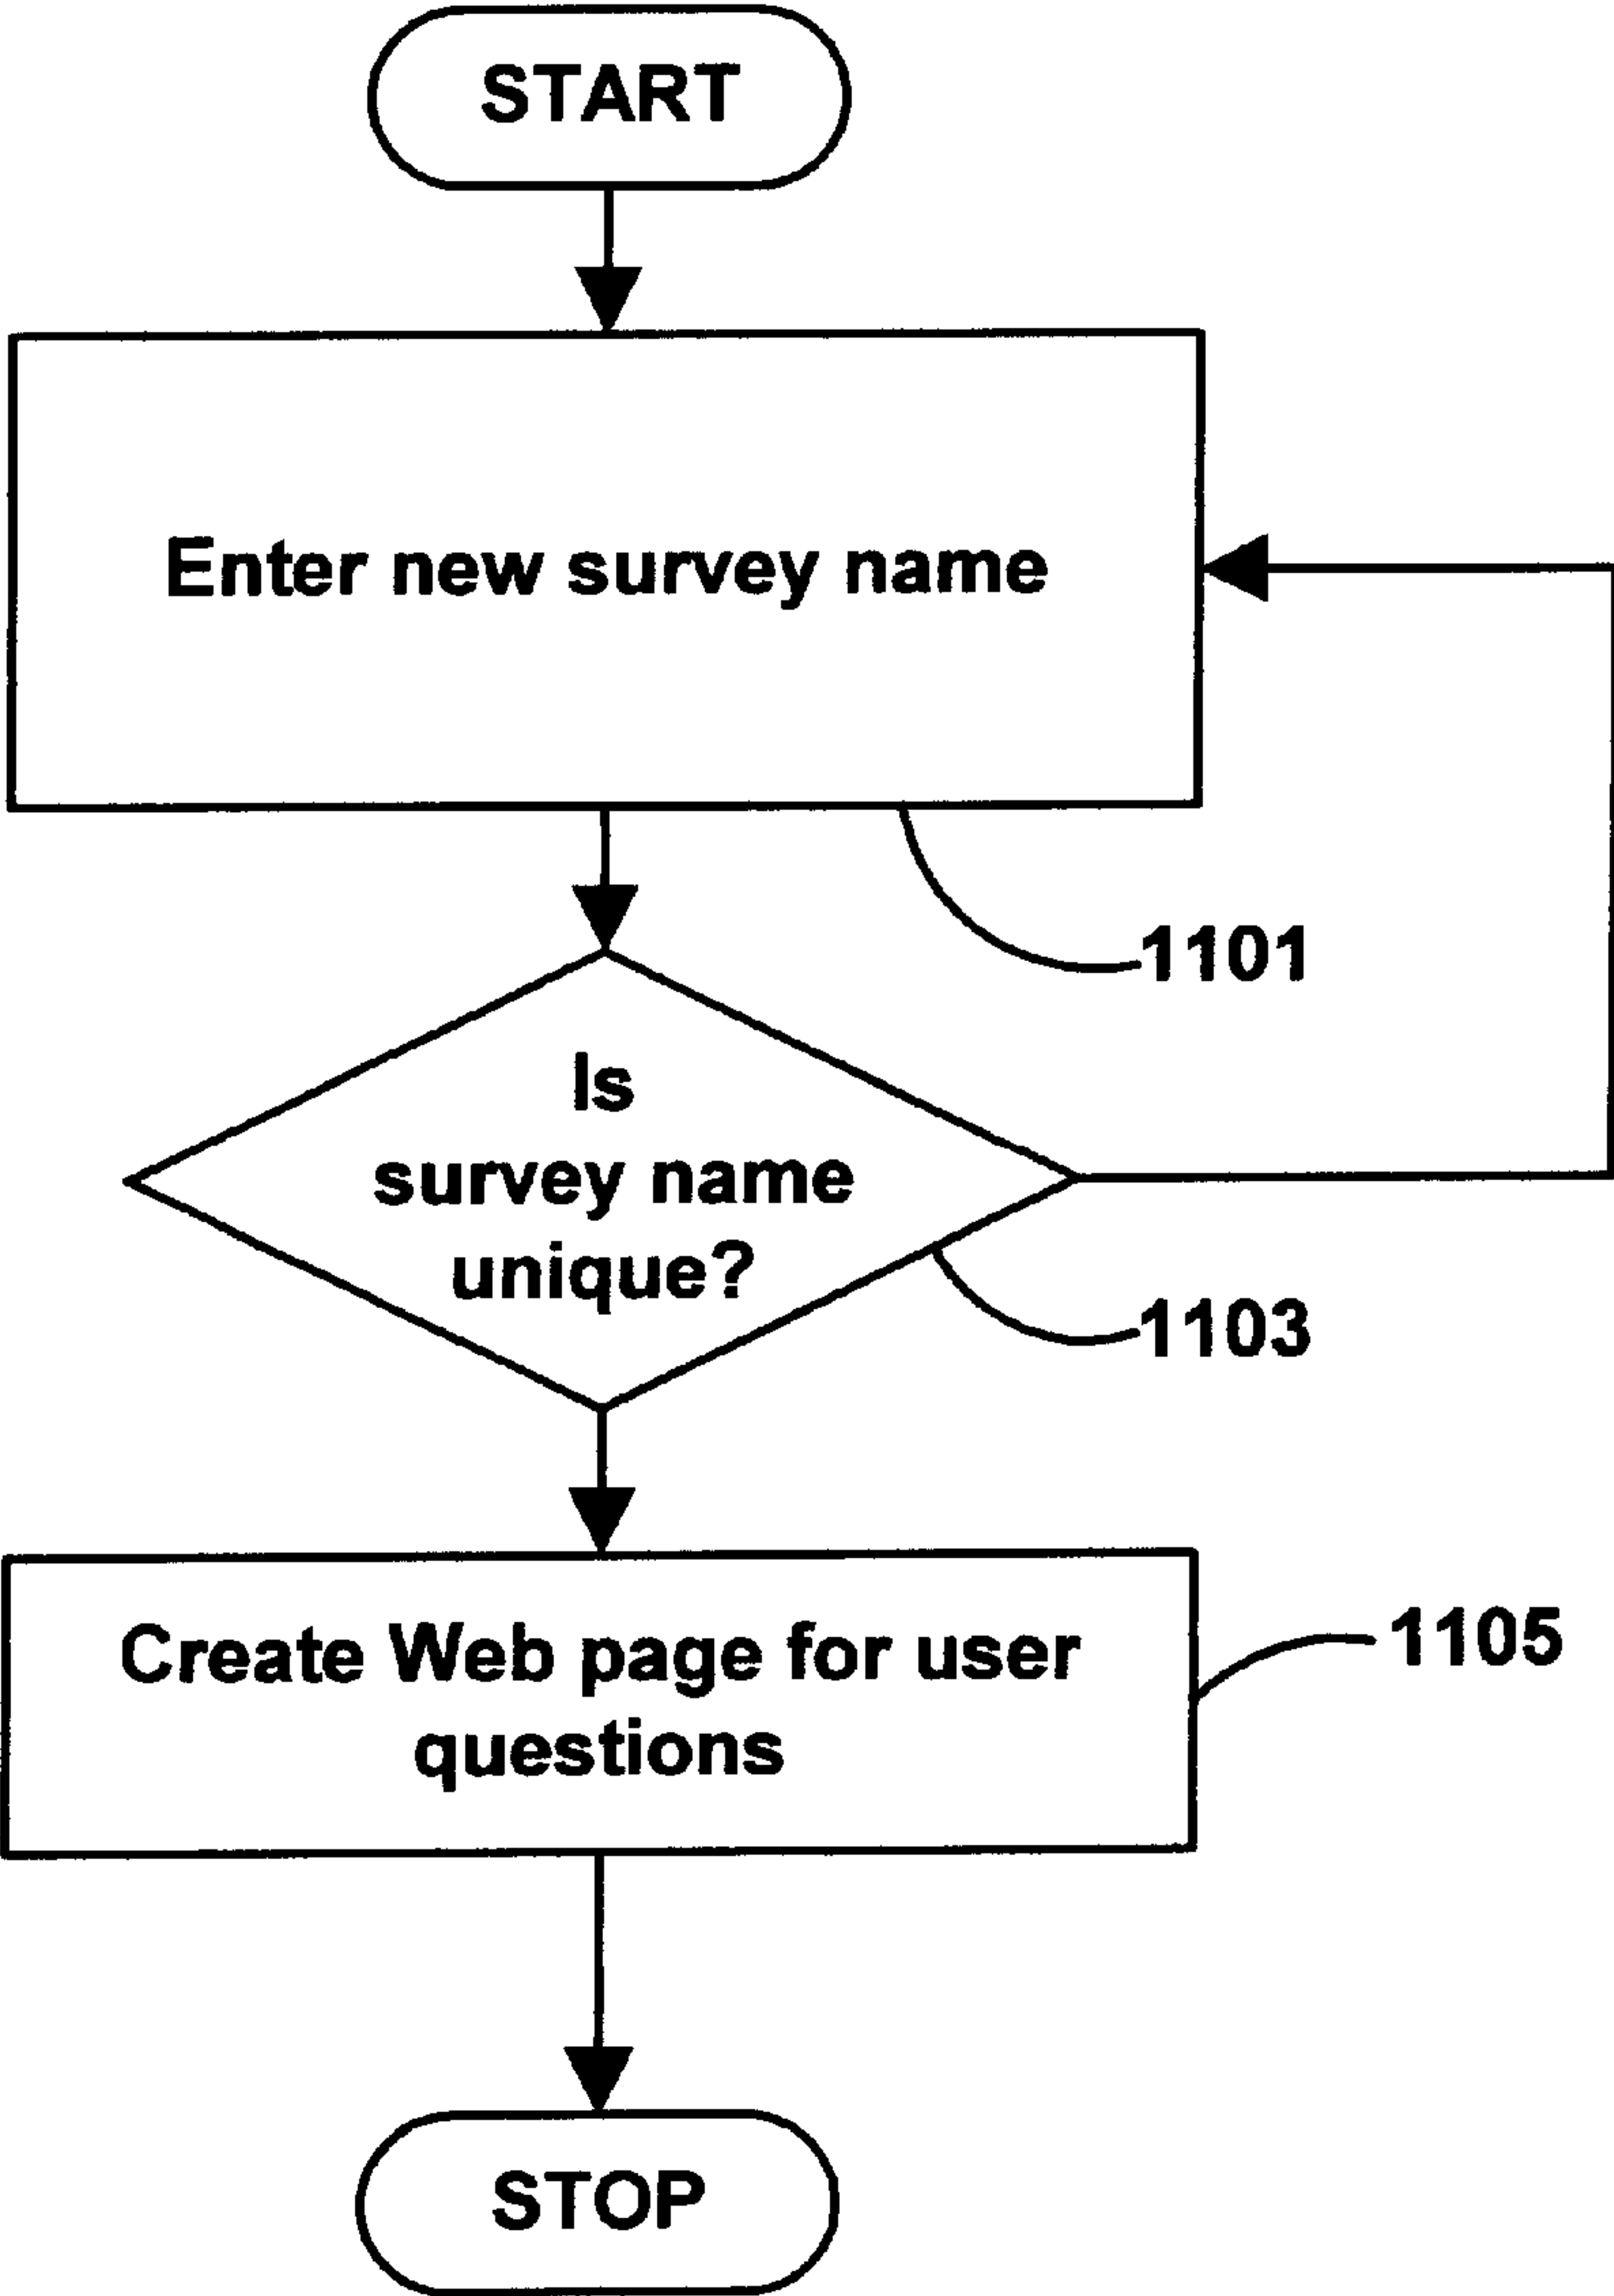 START
Enter new survey name
1101
Is
survey name
unique?
1103
Create Web page for user
questions
1105
STOP